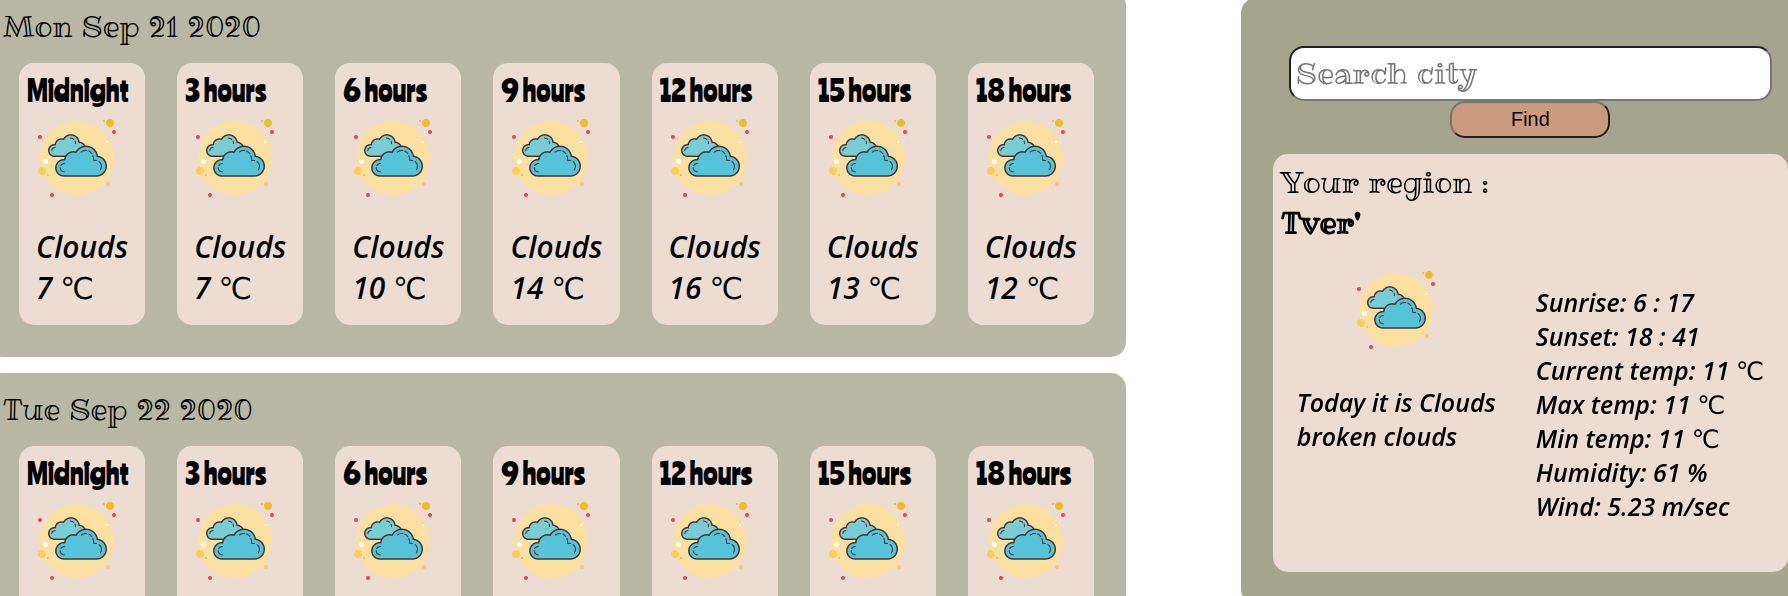 Mon Sep 21 2020
Midnight 3 hours 6 hours 9 hours 12 hours 15 hours 18 hours
Clouds Clouds Clouds Clouds Clouds Clouds Clouds
7 °C 7 °C 10 °C 14 °C 16 °C 13 °C 12 °C
Tue Sep 22 2020
Midnight 3 hours 6 hours 9 hours 12 hours 15 hours 18 hours
Search city
Find
Your region :
Tver'
Today it is Clouds
broken clouds
Sunrise: 6 : 17
Sunset: 18 : 41
Current temp: 11 °C
Max temp: 11 °C
Min temp: 11 °C
Humidity: 61 %
Wind: 5.23 m/sec